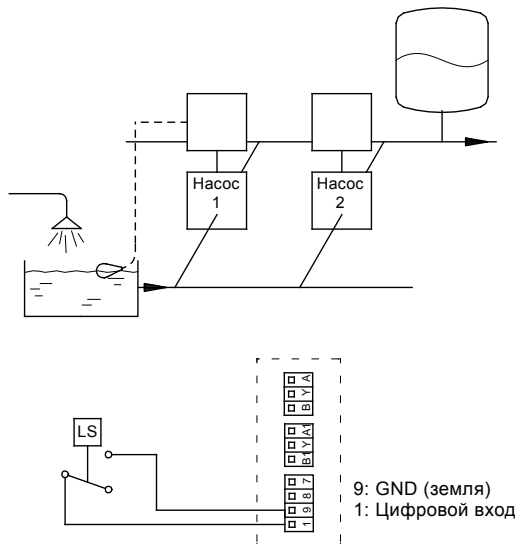 Насос
1
Насос
2
LS
A
Y
B
A1
Y
B1
7
8
9
1
9: GND (земля)
1: Цифровой вход